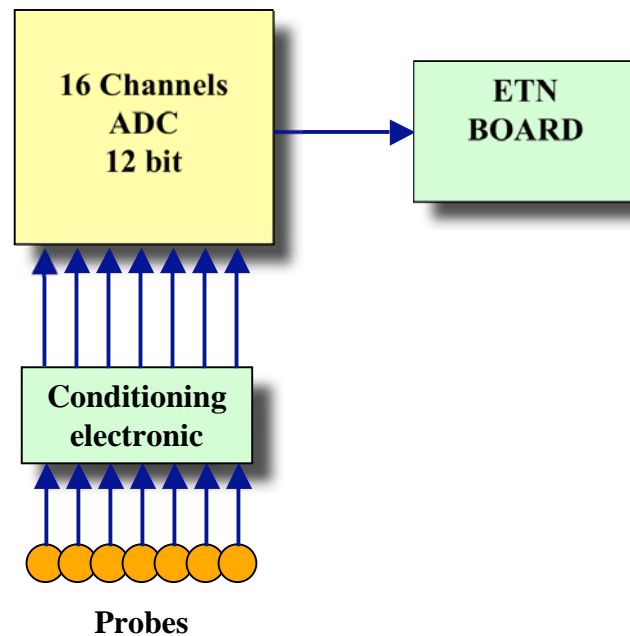 16 Channels
ADC
12 bit
ETN
BOARD
Conditioning
electronic
Probes